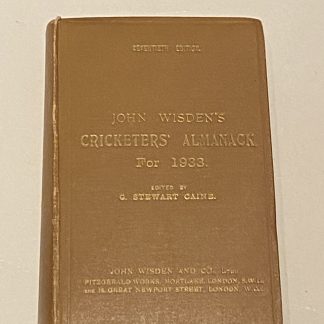 SEVENTIETH EDITION.
JOHN WISDEN'S
CRICKETERS' ALMANACK
For 1933.
EDITED BY
C. STEWART CAINE.
JOHN WISDEN AND CO. LTD.
FITZGERALD WORKS, MORTLAKE, LONDON, S.W.14
and 15, GREAT NEWPORT STREET, LONDON, W.C.2